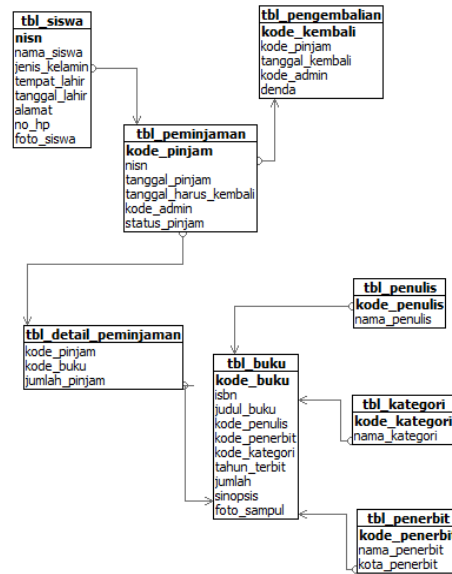 tbl_siswa
nisn
nama_siswa
jenis_kelamin
tempat_lahir
tanggal_lahir
alamat
no_hp
foto_siswa
tbl_pengembalian
kode_kembali
kode_pinjam
tanggal_kembali
kode_admin
denda
tbl_peminjaman
kode_pinjam
nisn
tanggal_pinjam
tanggal_harus_kembali
kode_admin
status_pinjam
tbl_detail_peminjaman
kode_pinjam
kode_buku
jumlah_pinjam
tbl_buku
kode_buku
isbn
judul_buku
kode_penulis
kode_penerbit
kode_kategori
tahun_terbit
jumlah
sinopsis
foto_sampul
tbl_penulis
kode_penulis
nama_penulis
tbl_kategori
kode_kategori
nama_kategori
tbl_penerbit
kode_penerbit
nama_penerbit
kota_penerbit